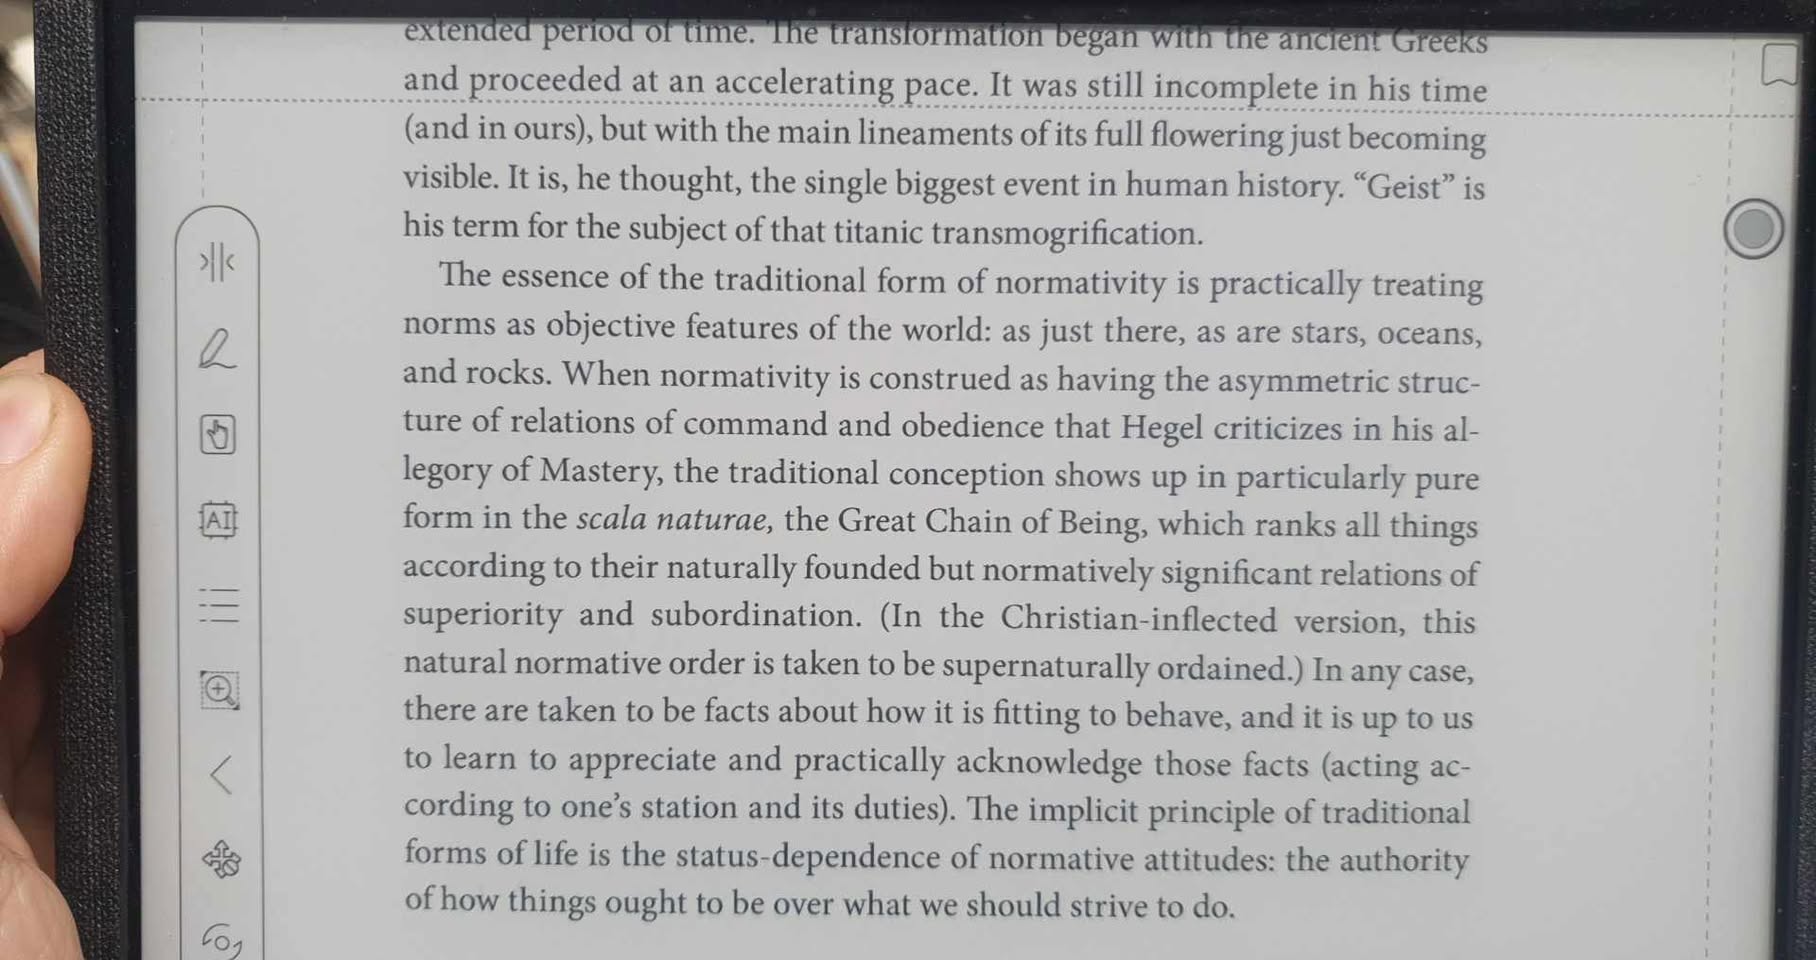 extended period of time. The transformation began with the ancient Greeks
and proceeded at an accelerating pace. It was still incomplete in his time
(and in ours), but with the main lineaments of its full flowering just becoming
visible. It is, he thought, the single biggest event in human history. “Geist” is
his term for the subject of that titanic transmogrification.
The essence of the traditional form of normativity is practically treating
norms as objective features of the world: as just there, as are stars, oceans,
and rocks. When normativity is construed as having the asymmetric struc-
ture of relations of command and obedience that Hegel criticizes in his al-
legory of Mastery, the traditional conception shows up in particularly pure
form in the scala naturae, the Great Chain of Being, which ranks all things
according to their naturally founded but normatively significant relations of
superiority and subordination. (In the Christian-inflected version, this
natural normative order is taken to be supernaturally ordained.) In any case,
there are taken to be facts about how it is fitting to behave, and it is up to us
to learn to appreciate and practically acknowledge those facts (acting ac-
cording to one’s station and its duties). The implicit principle of traditional
forms of life is the status-dependence of normative attitudes: the authority
of how things ought to be over what we should strive to do.
AI